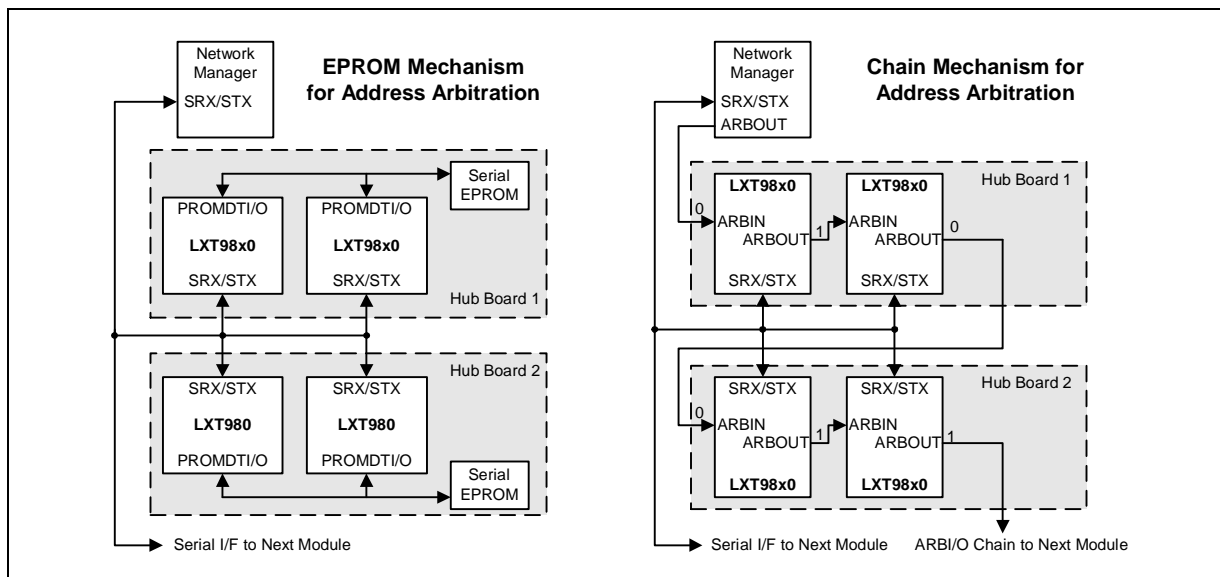 Network
Manager
SRX/STX
EPROM Mechanism
for Address Arbitration
Serial
EPROM
PROMDTI/O
LXT98x0
SRX/STX
PROMDTI/O
LXT98x0
SRX/STX
Hub Board 1
Hub Board 2
SRX/STX
LXT980
PROMDTI/O
SRX/STX
LXT980
PROMDTI/O
Serial
EPROM
Serial I/F to Next Module
Network
Manager
SRX/STX
ARBOUT
Chain Mechanism for
Address Arbitration
Hub Board 1
LXT98x0
0
ARBIN
ARBOUT
1
SRX/STX
LXT98x0
ARBIN
ARBOUT
0
SRX/STX
Hub Board 2
SRX/STX
0
ARBIN
ARBOUT
1
LXT98x0
SRX/STX
ARBIN
ARBOUT
1
LXT98x0
Serial I/F to Next Module
ARBI/O Chain to Next Module